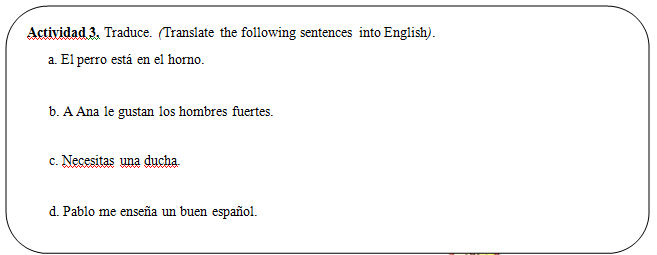 Actividad 3. Traduce. (Translate the following sentences into English).
a. El perro está en el horno.
b. A Ana le gustan los hombres fuertes.
c. Necesitas una ducha.
d. Pablo me enseña un buen español.